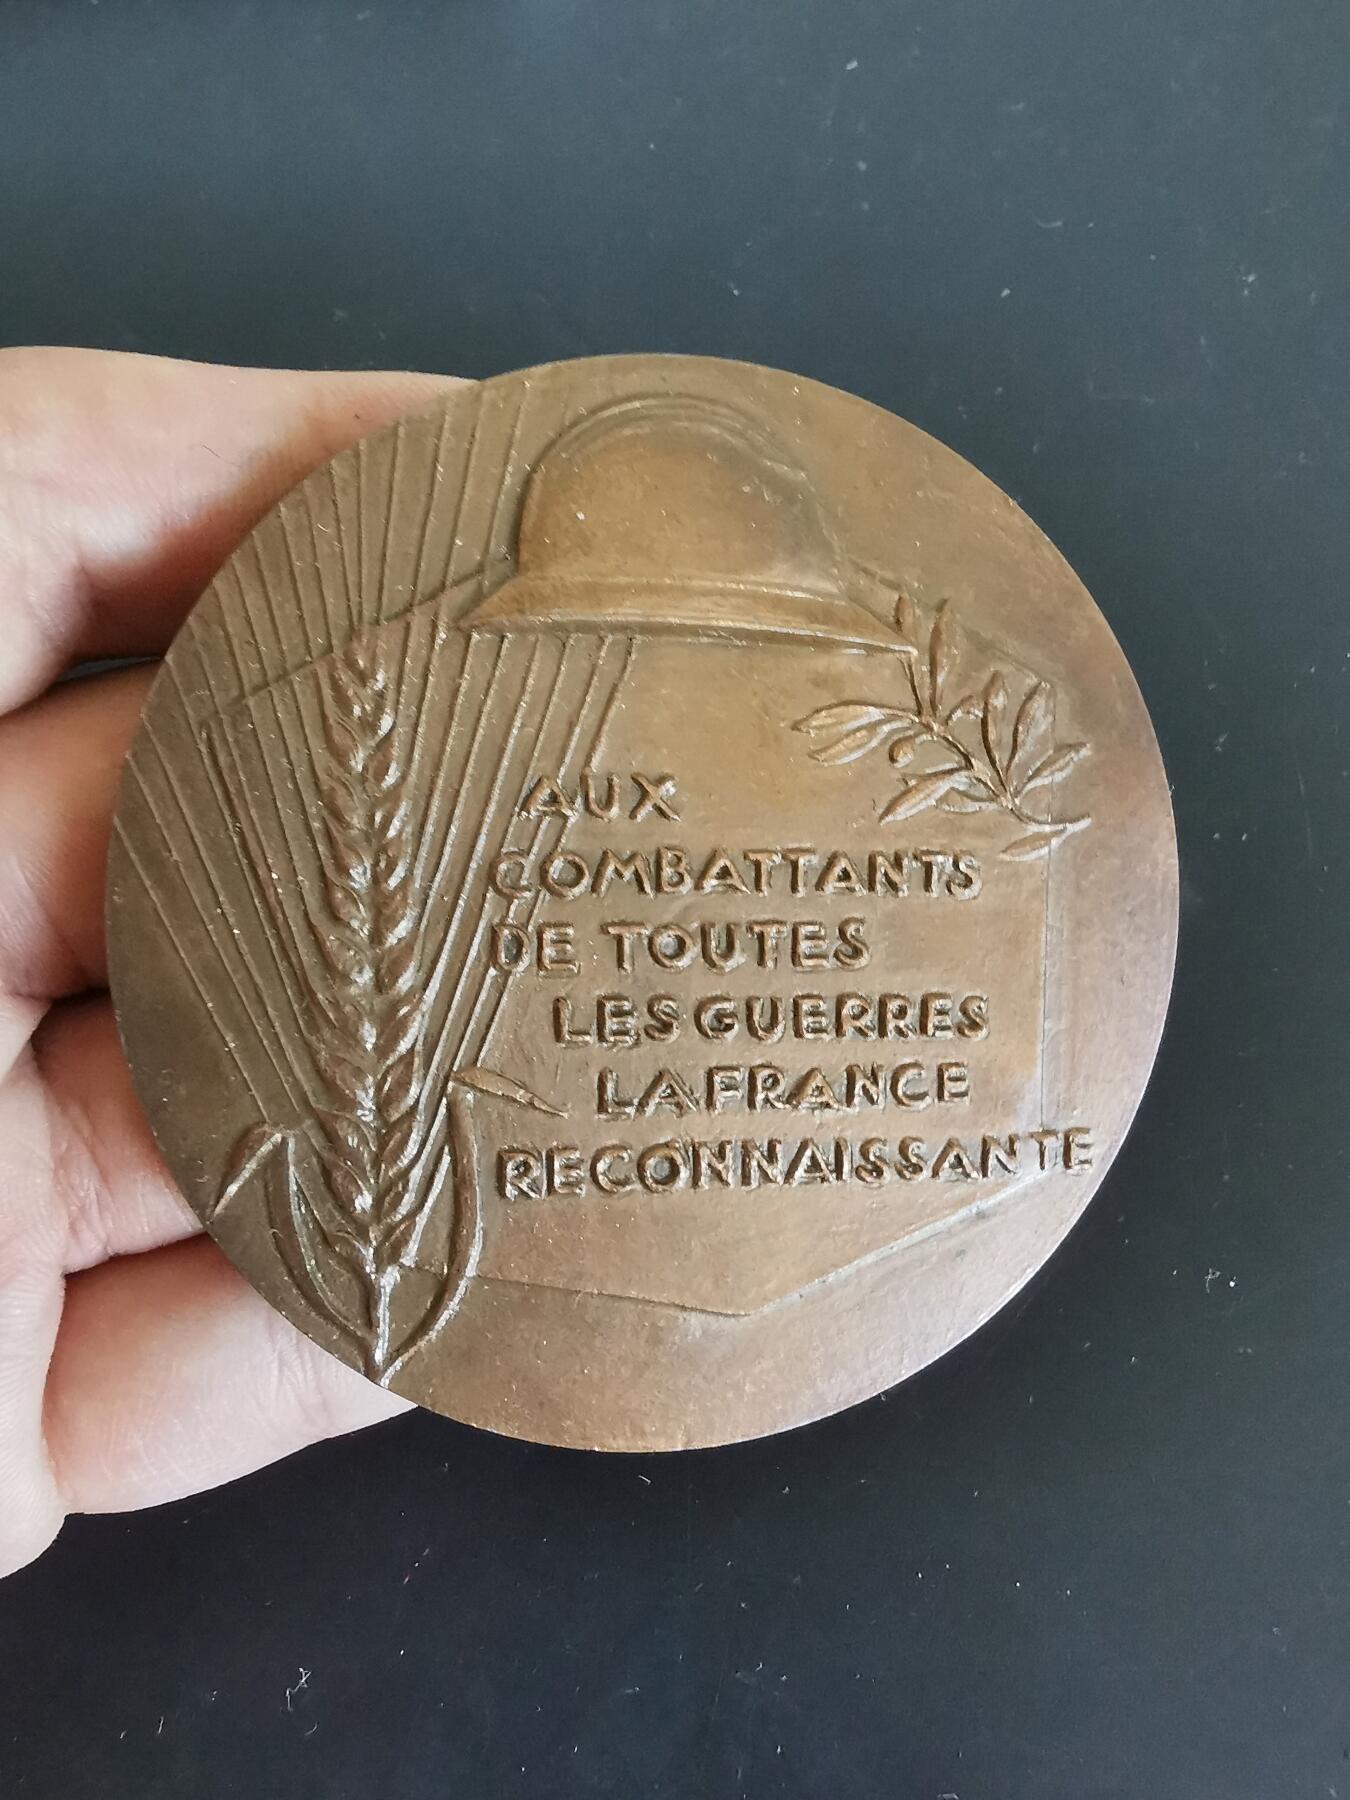 AUX
COMBATTANTS
DE TOUTES
LES GUERRES
LA FRANCE
RECONNAISSANTE